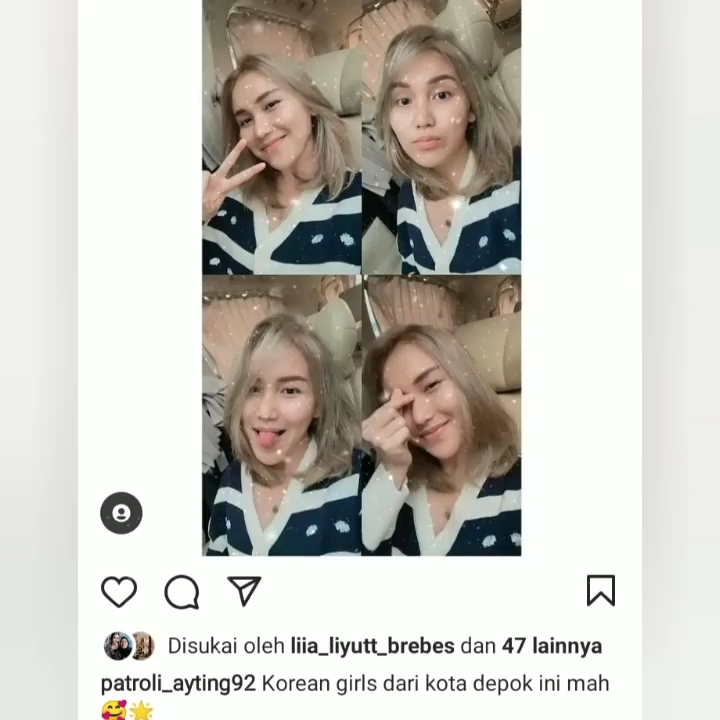 Disukai oleh liia_liyutt_brebes dan 47 lainnya
patroli_ayting92 Korean girls dari kota depok ini mah
🥰🌟